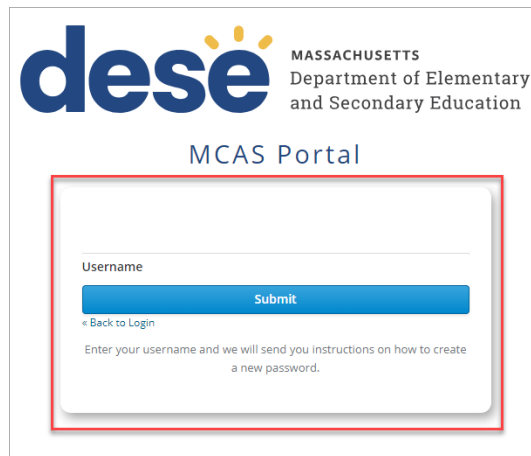 dese
MASSACHUSETTS
Department of Elementary
and Secondary Education
MCAS Portal
Username
Submit
« Back to Login
Enter your username and we will send you instructions on how to create
a new password.